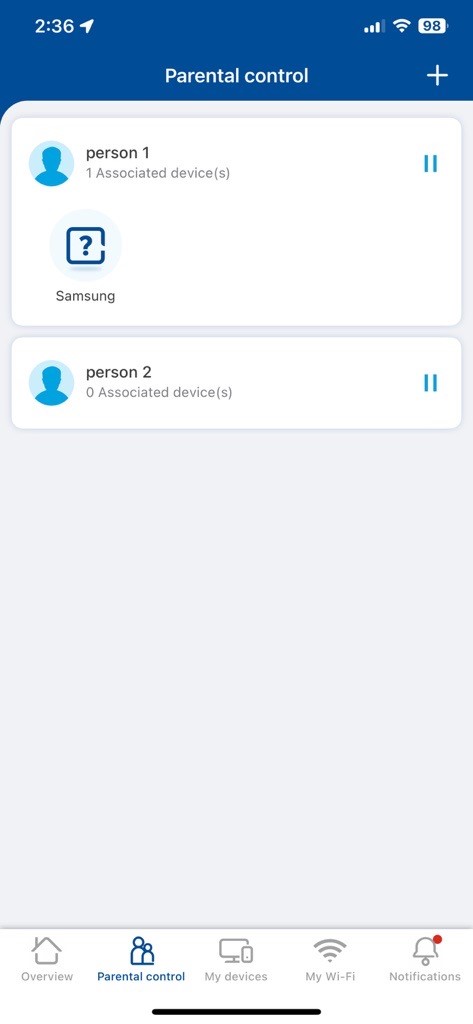 2:36
98
Parental control
person 1
1 Associated device(s)
?
Samsung
person 2
0 Associated device(s)
Overview
Parental control
My devices
My Wi-Fi
Notifications